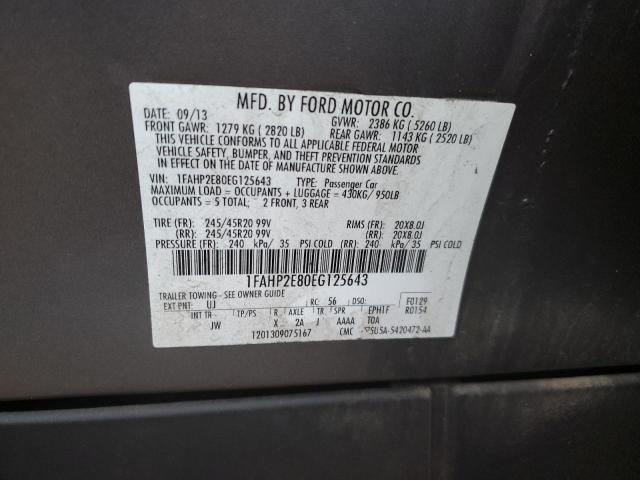 MFD. BY FORD MOTOR CO.
DATE: 09/13 GVWR: 2386 KG ( 5260 LB)
FRONT GAWR: 1279 KG ( 2820 LB) REAR GAWR: 1143 KG ( 2520 LB)
THIS VEHICLE CONFORMS TO ALL APPLICABLE FEDERAL MOTOR
VEHICLE SAFETY, BUMPER, AND THEFT PREVENTION STANDARDS
IN EFFECT ON THE DATE OF MANUFACTURE SHOWN ABOVE.
VIN: 1FAHP2E80EG125643 TYPE: Passenger Car
MAXIMUM LOAD = OCCUPANTS + LUGGAGE = 430KG/ 950LB
OCCUPANTS = 5 TOTAL; 2 FRONT, 3 REAR
TIRE (FR): 245/45R20 99V RIMS (FR): 20X8.0J
(RR): 245/45R20 99V (RR): 20X8.0J
PRESSURE (FR): 240 kPa/ 35 PSI COLD (RR): 240 kPa/ 35 PSI COLD
1FAHP2E80EG125643
TRAILER TOWING - SEE OWNER GUIDE
EXT PNT: UJ RC: 56 DSO: F0129
INT TR TP/PS R AXLE TR SPR EPH1F R0154
JW X 2A J AAAA TOA
1201309075167 CMC 5U5A-5420472-AA